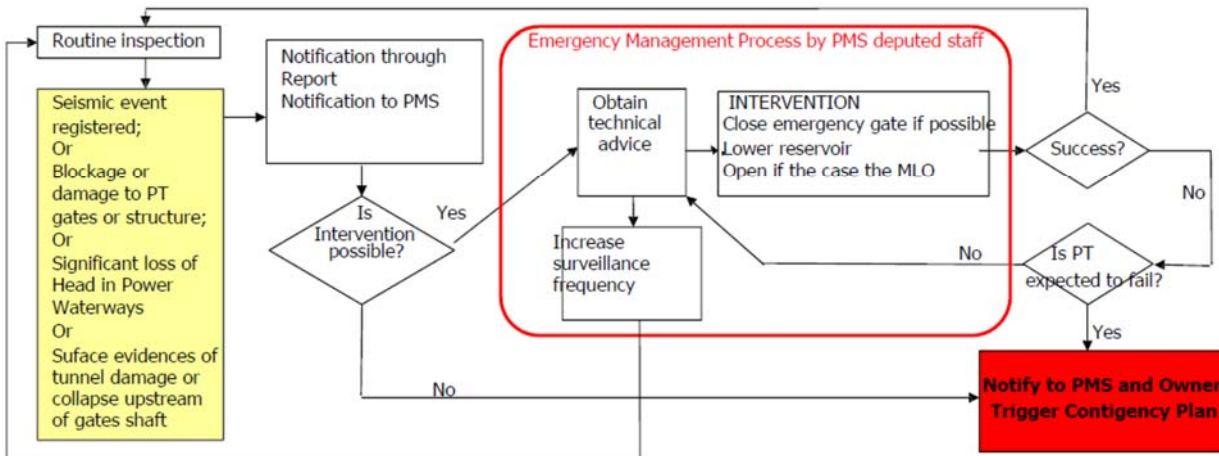 Routine inspection
Seismic event
registered;
Or
Blockage or
damage to PT
gates or structure;
Or
Significant loss of
Head in Power
Waterways
Or
Suface evidences of
tunnel damage or
collapse upstream
of gates shaft
Notification through
Report
Notification to PMS
Is
Intervention
possible?
Yes
No
Emergency Management Process by PMS deputed staff
Obtain
technical
advice
INTERVENTION
Close emergency gate if possible
Lower reservoir
Open if the case the MLO
Increase
surveillance
frequency
Success?
Yes
No
Is PT
expected to fail?
No
Yes
Notify to PMS and Owner
Trigger Contigency Plan